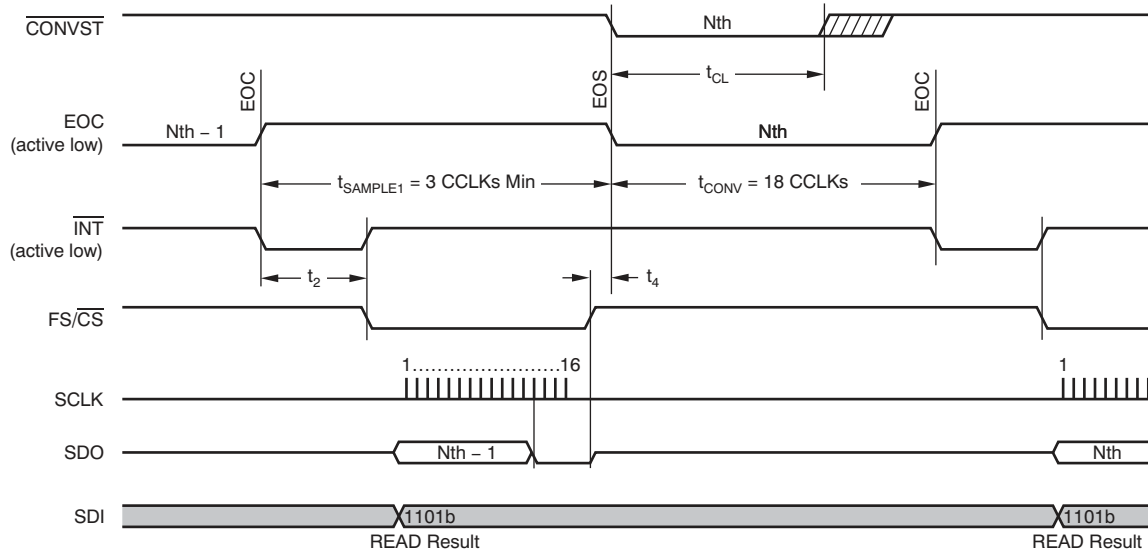 CONVST
Nth
t_CL
EOC
EOS
EOC
EOC
(active low)
Nth − 1
Nth
t_SAMPLE1 = 3 CCLKs Min
t_CONV = 18 CCLKs
INT
(active low)
t_2
t_4
FS/CS
1.......................16
1
SCLK
SDO
Nth − 1
Nth
SDI
1101b
1101b
READ Result
READ Result